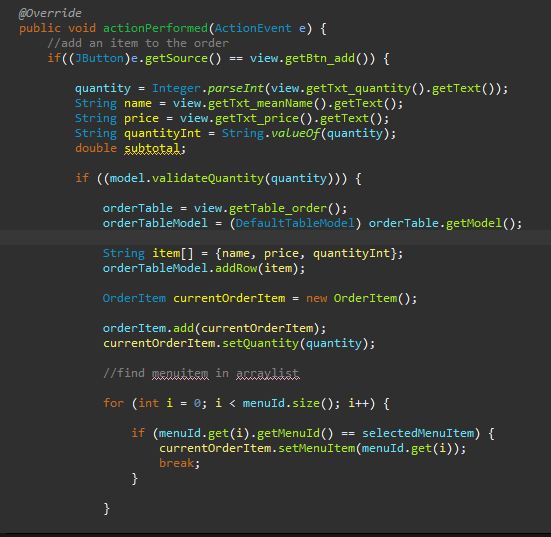 @Override
public void actionPerformed(ActionEvent e) {
//add an item to the order
if((JButton)e.getSource() == view.getBtn_add()) {
quantity = Integer.parseInt(view.getTxt_quantity().getText());
String name = view.getTxt_meanName().getText();
String price = view.getTxt_price().getText();
String quantityInt = String.valueOf(quantity);
double subtotal;
if ((model.validateQuantity(quantity))) {
orderTable = view.getTable_order();
orderTableModel = (DefaultTableModel) orderTable.getModel();
String item[] = {name, price, quantityInt};
orderTableModel.addRow(item);
OrderItem currentOrderItem = new OrderItem();
orderItem.add(currentOrderItem);
currentOrderItem.setQuantity(quantity);
//find menuitem in arraylist
for (int i = 0; i < menuId.size(); i++) {
if (menuId.get(i).getMenuId() == selectedMenuItem) {
currentOrderItem.setMenuItem(menuId.get(i));
break;
}
}